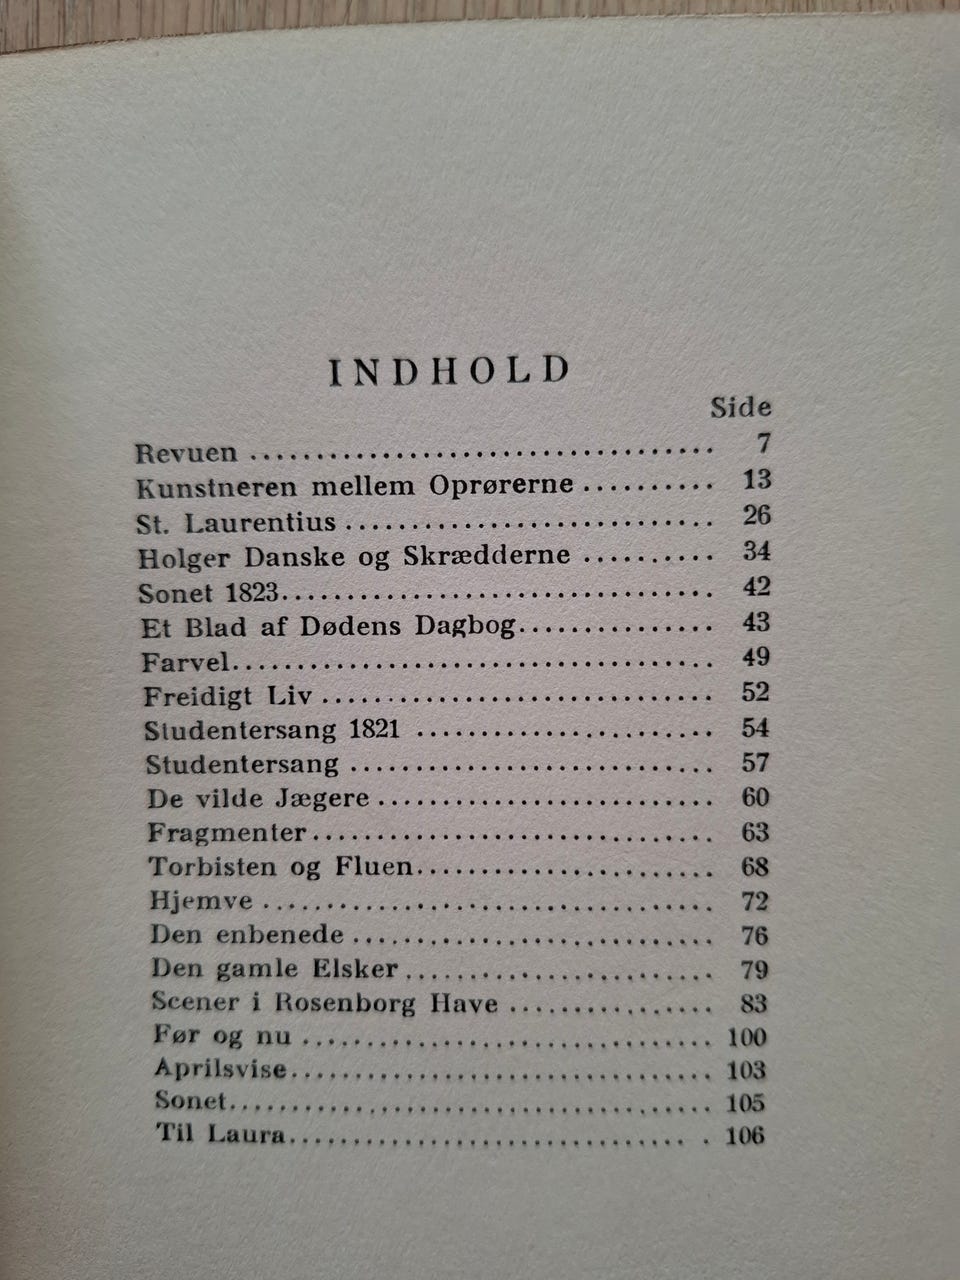 INDHOLD
Side
Revuen .................................... 7
Kunstneren mellem Oprørerne .......... 13
St. Laurentius ............................. 26
Holger Danske og Skrædderne .......... 34
Sonet 1823.................................. 42
Et Blad af Dødens Dagbog............... 43
Farvel...................................... 49
Freidigt Liv ............................... 52
Studentersang 1821 ....................... 54
Studentersang ............................. 57
De vilde Jægere ........................... 60
Fragmenter................................ 63
Torbisten og Fluen........................ 68
Hjemve .................................... 72
Den enbenede ............................. 76
Den gamle Elsker......................... 79
Scener i Rosenborg Have ................ 83
Før og nu ................................. 100
Aprilsvise.................................. 103
Sonet...................................... 105
Til Laura................................. 106